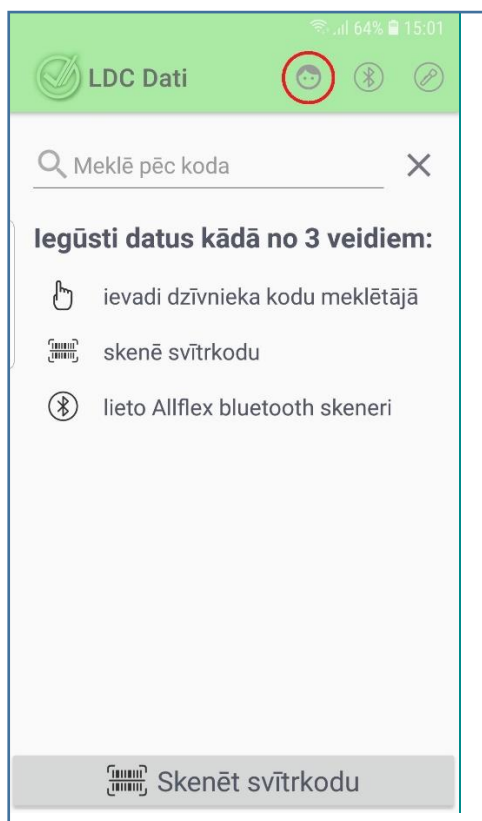 64% 15:01
LDC Dati
Meklē pēc koda
Iegūsti datus kādā no 3 veidiem:
ievadi dzīvnieka kodu meklētājā
skenē svītrkodu
lieto Allflex bluetooth skeneri
Skenēt svītrkodu